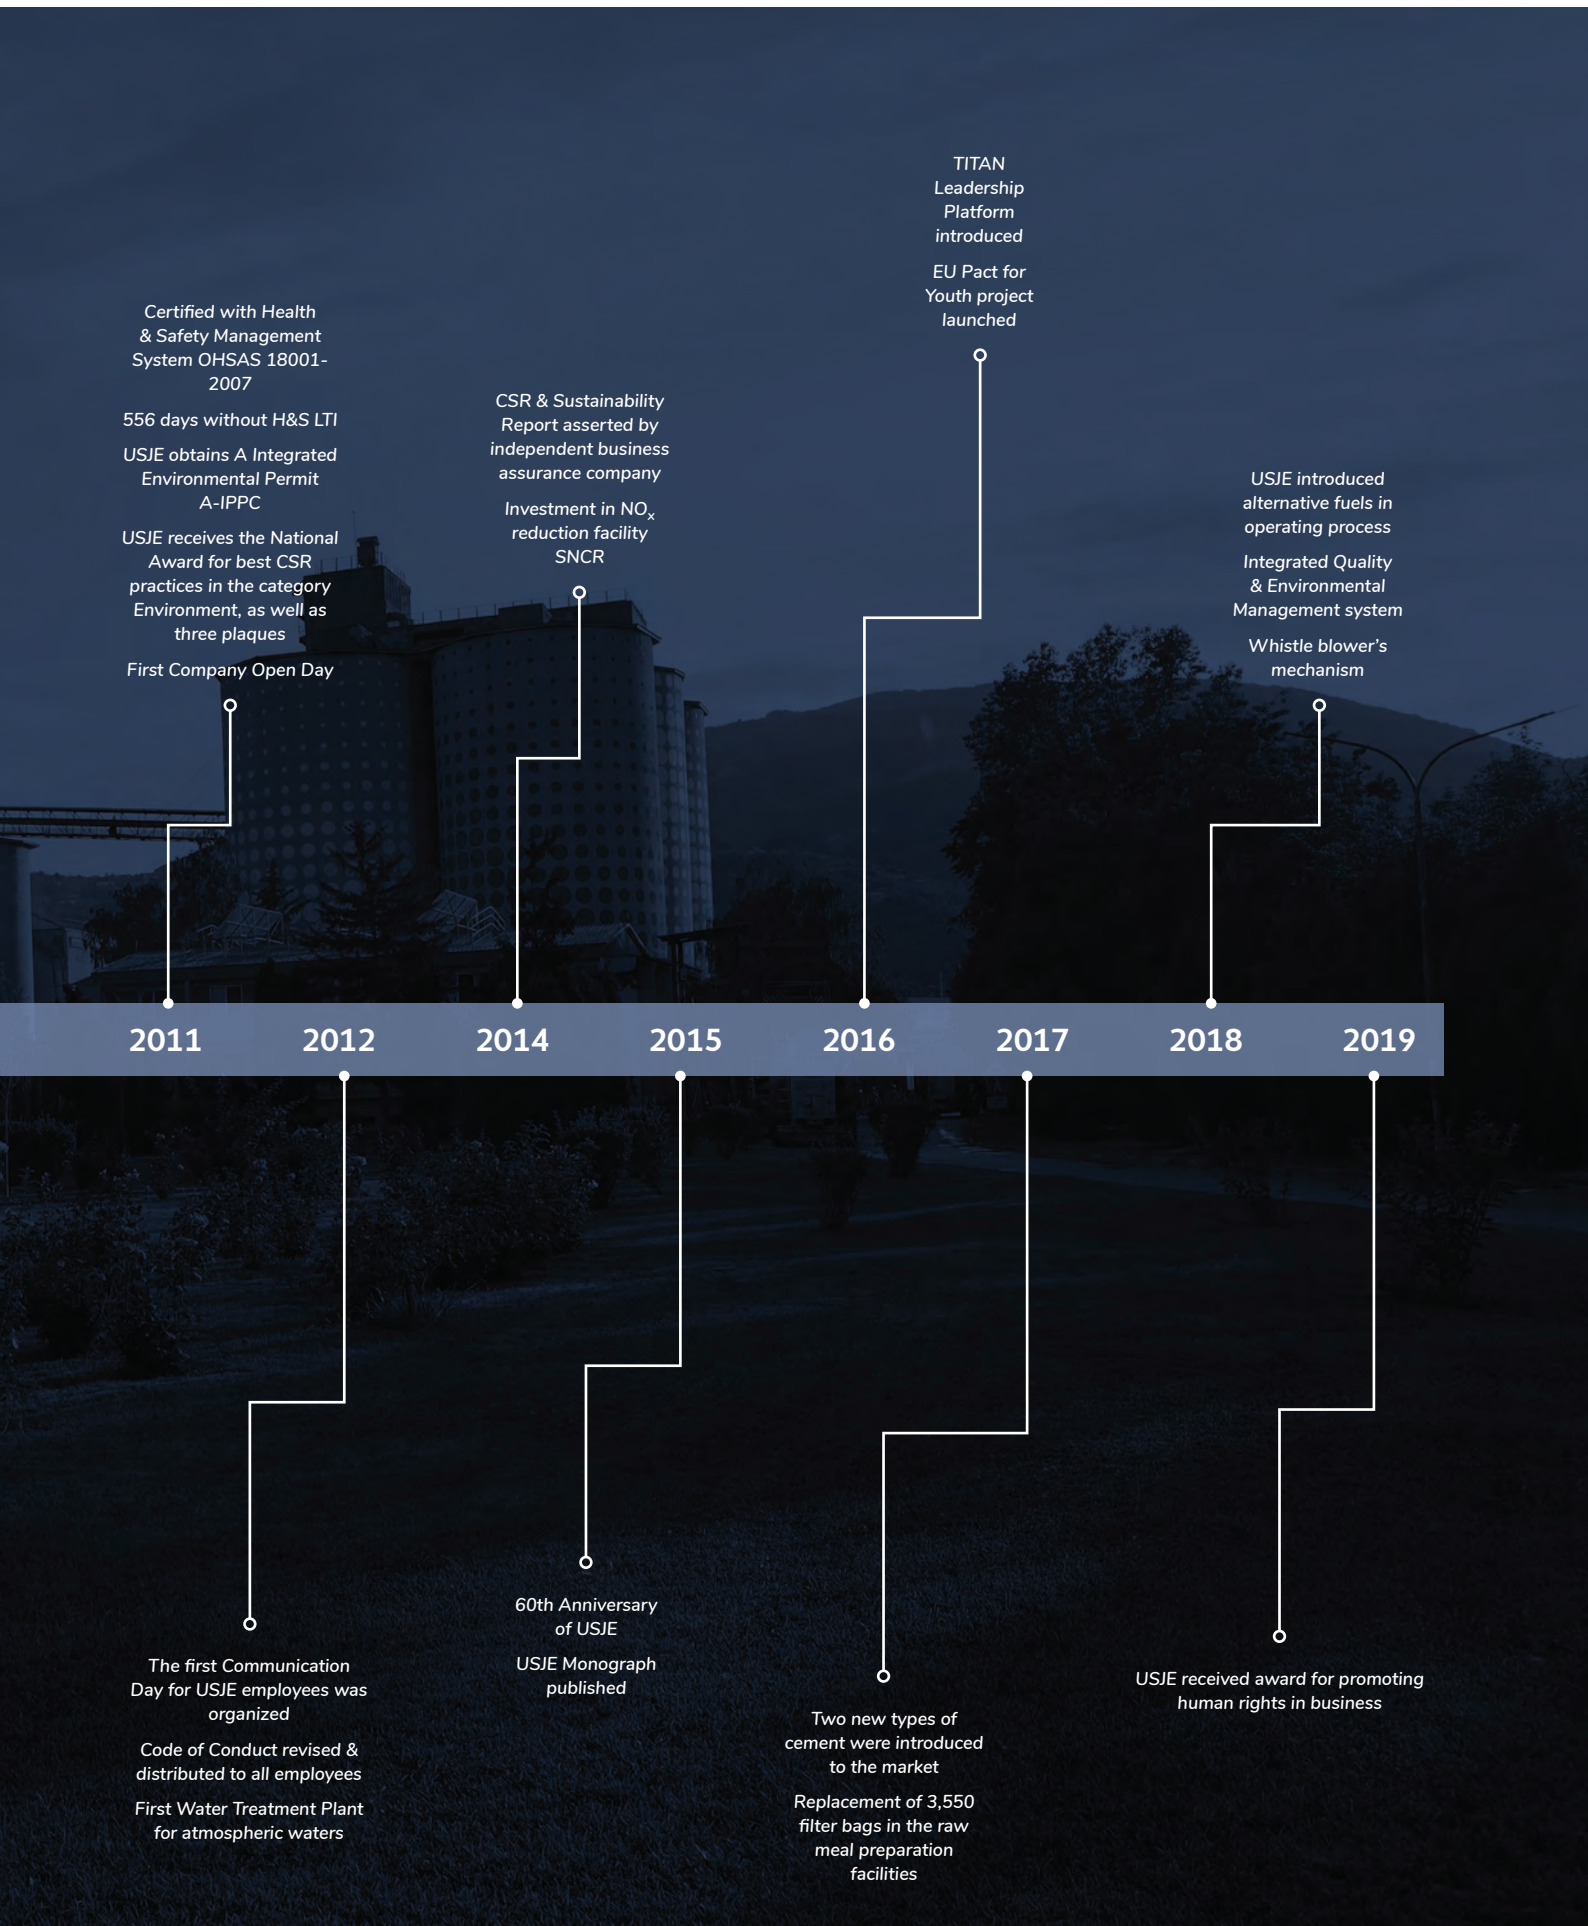 TITAN
Leadership
Platform
introduced
EU Pact for
Youth project
launched
Certified with Health
& Safety Management
System OHSAS 18001-
2007
556 days without H&S LTI
USJE obtains A Integrated
Environmental Permit
A-IPPC
USJE receives the National
Award for best CSR
practices in the category
Environment, as well as
three plaques
First Company Open Day
CSR & Sustainability
Report asserted by
independent business
assurance company
Investment in NOₓ
reduction facility
SNCR
USJE introduced
alternative fuels in
operating process
Integrated Quality
& Environmental
Management system
Whistle blower’s
mechanism
2011 2012 2014 2015 2016 2017 2018 2019
The first Communication
Day for USJE employees was
organized
Code of Conduct revised &
distributed to all employees
First Water Treatment Plant
for atmospheric waters
60th Anniversary
of USJE
USJE Monograph
published
Two new types of
cement were introduced
to the market
Replacement of 3,550
filter bags in the raw
meal preparation
facilities
USJE received award for promoting
human rights in business